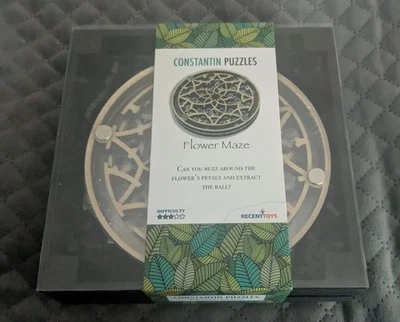 CONSTANTIN PUZZLES
Flower Maze
CAN YOU BUZZ AROUND THE
FLOWER'S PETALS AND EXTRACT
THE BALL?
DIFFICULTY
RECENTTOYS
CONSTANTIN PUZZLES